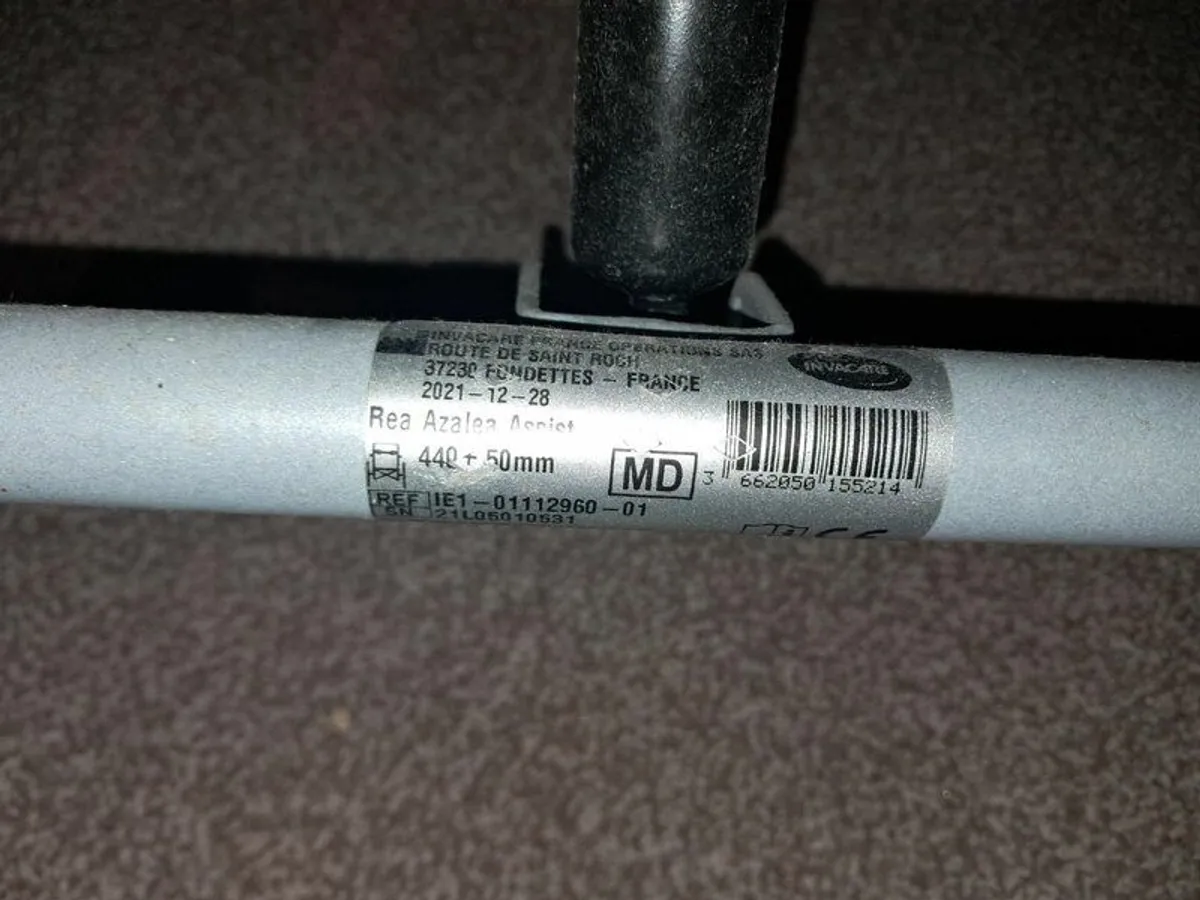 INVACARE FRANCE OPERATIONS SAS
ROUTE DE SAINT ROCH
37230 FONDETTES - FRANCE
2021-12-28
INVACARE
Rea Azalea Assist
440 + 50mm
MD
3 662050 155214
REF IE1-01112960-01
SN 21L05010531
CE